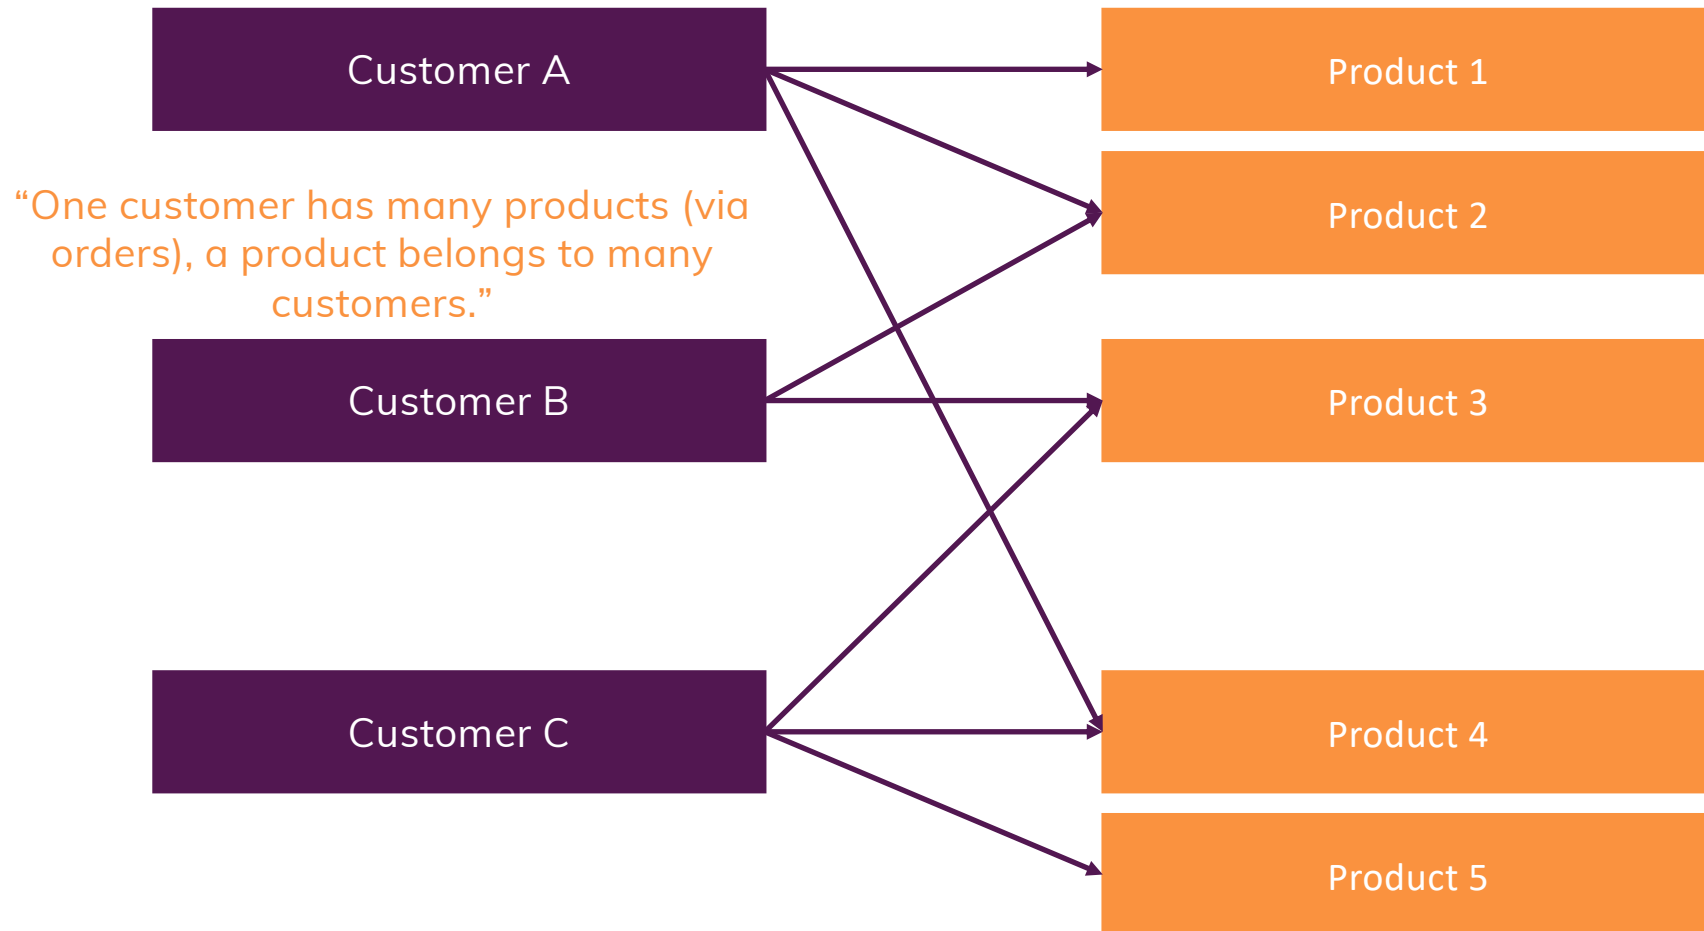 Customer A
Product 1
Product 2
“One customer has many products (via
orders), a product belongs to many
customers.”
Customer B
Product 3
Customer C
Product 4
Product 5